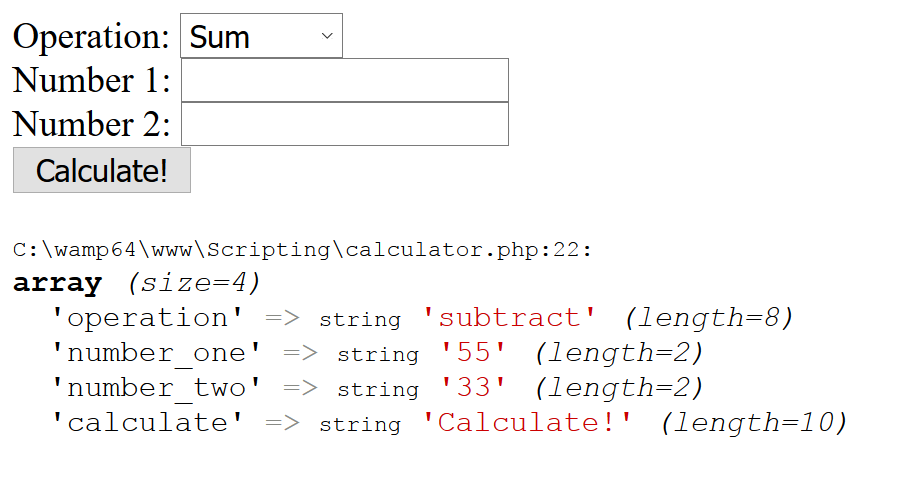 Operation: Sum
Number 1:
Number 2:
Calculate!
C:\wamp64\www\Scripting\calculator.php:22:
array (size=4)
'operation' => string 'subtract' (length=8)
'number_one' => string '55' (length=2)
'number_two' => string '33' (length=2)
'calculate' => string 'Calculate!' (length=10)